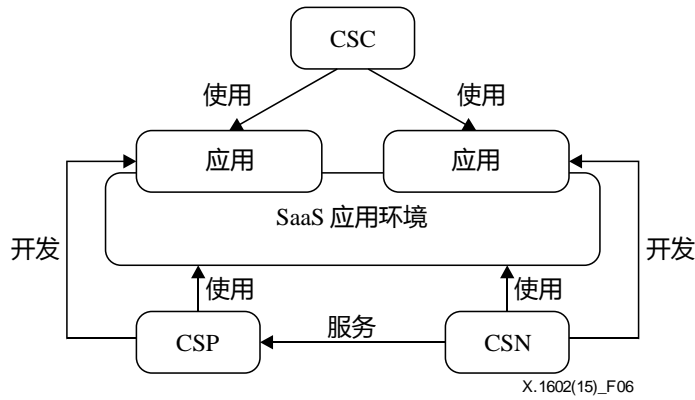 CSC
使用
使用
应用
应用
SaaS 应用环境
开发
开发
使用
使用
服务
CSP
CSN
X.1602(15)_F06